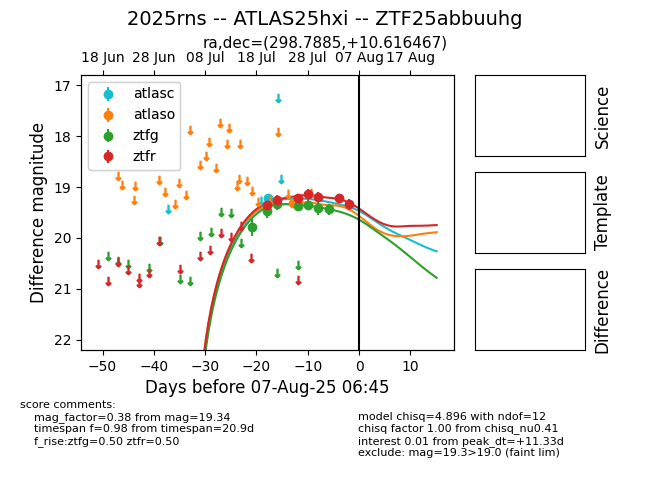 2025rns -- ATLAS25hxi -- ZTF25abbuuhg
ra,dec=(298.7885,+10.616467)
18 Jun 28 Jun 08 Jul 18 Jul 28 Jul 07 Aug 17 Aug
17
18
19
20
21
22
Difference magnitude
atlasc
atlaso
ztfg
ztfr
−50 −40 −30 −20 −10 0 10
Days before 07-Aug-25 06:45
Science
Template
Difference
score comments:
mag_factor=0.38 from mag=19.34
timespan f=0.98 from timespan=20.9d
f_rise:ztfg=0.50 ztfr=0.50
model chisq=4.896 with ndof=12
chisq factor 1.00 from chisq_nu0.41
interest 0.01 from peak_dt=+11.33d
exclude: mag=19.3>19.0 (faint lim)